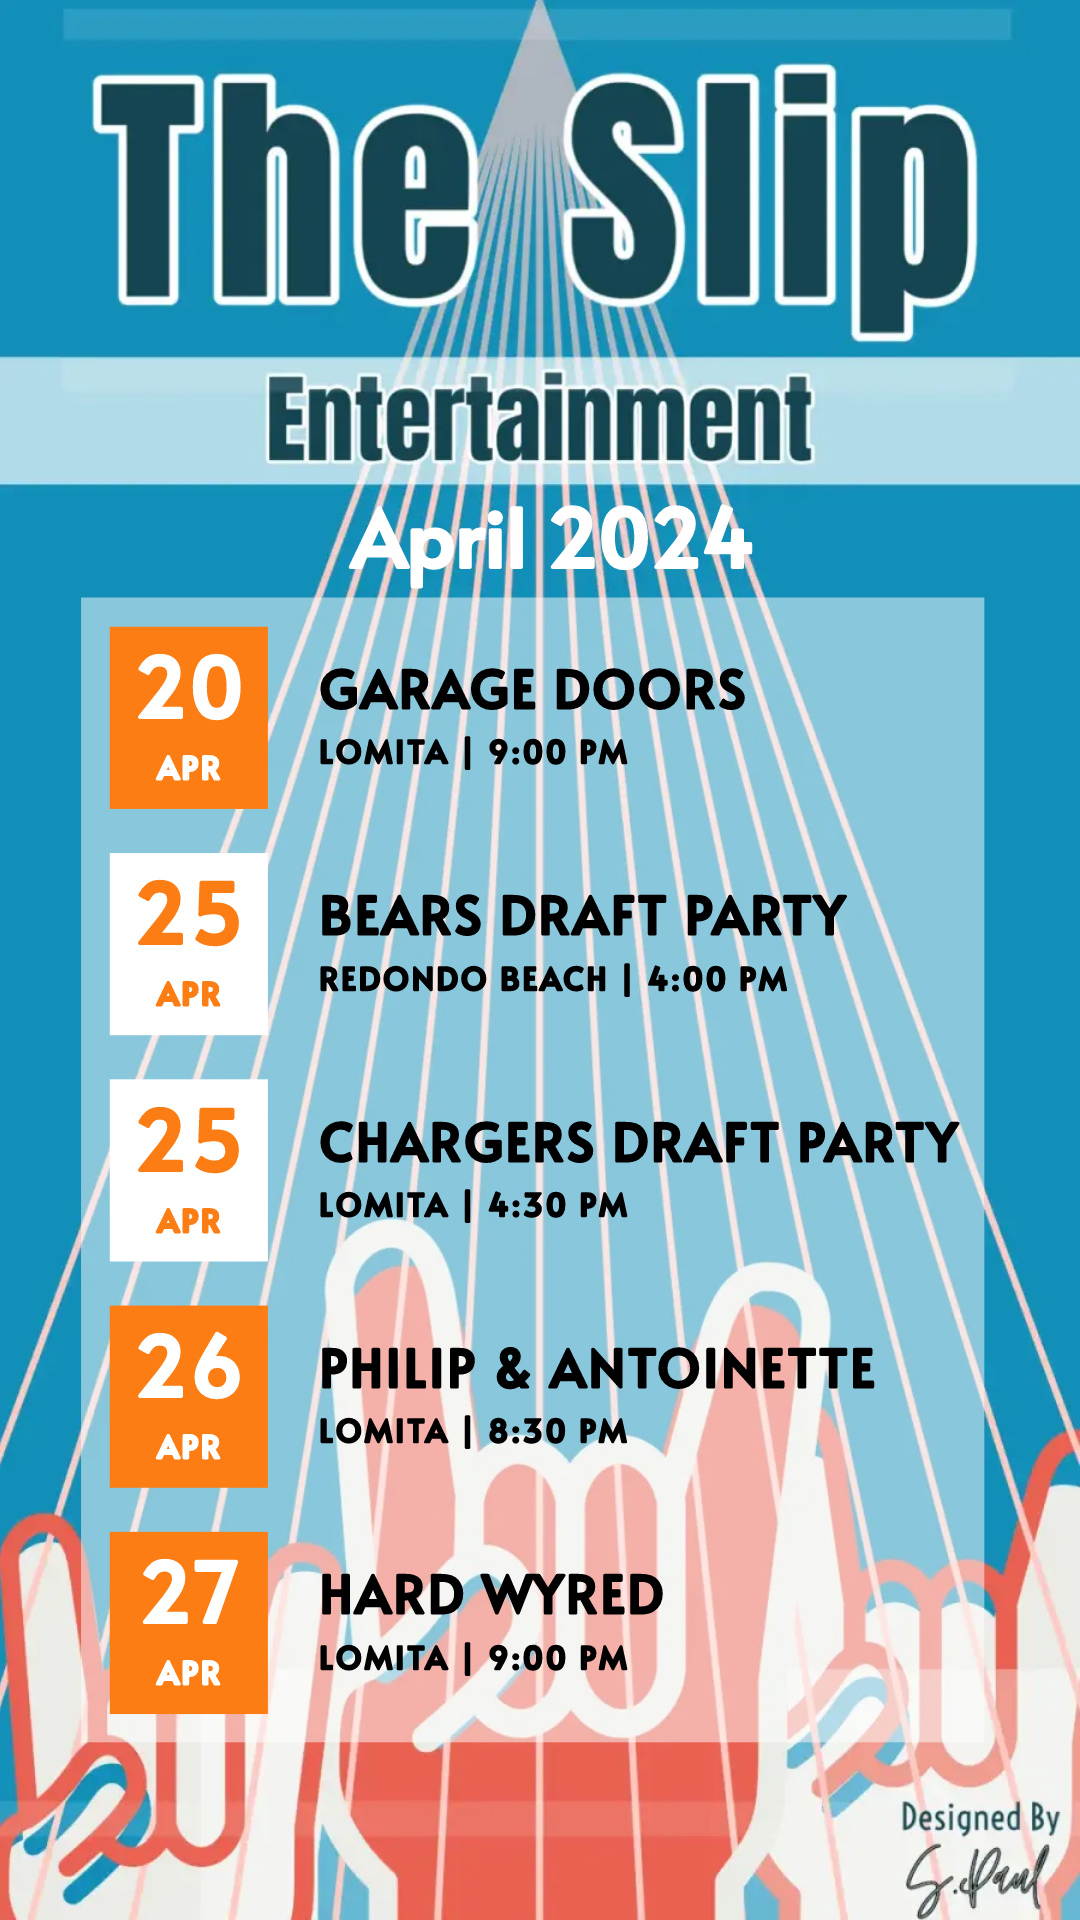 The Slip
Entertainment
April 2024
20
APR
GARAGE DOORS
LOMITA | 9:00 PM
25
APR
BEARS DRAFT PARTY
REDONDO BEACH | 4:00 PM
25
APR
CHARGERS DRAFT PARTY
LOMITA | 4:30 PM
26
APR
PHILIP & ANTOINETTE
LOMITA | 8:30 PM
27
APR
HARD WYRED
LOMITA | 9:00 PM
Designed By
S.Paul